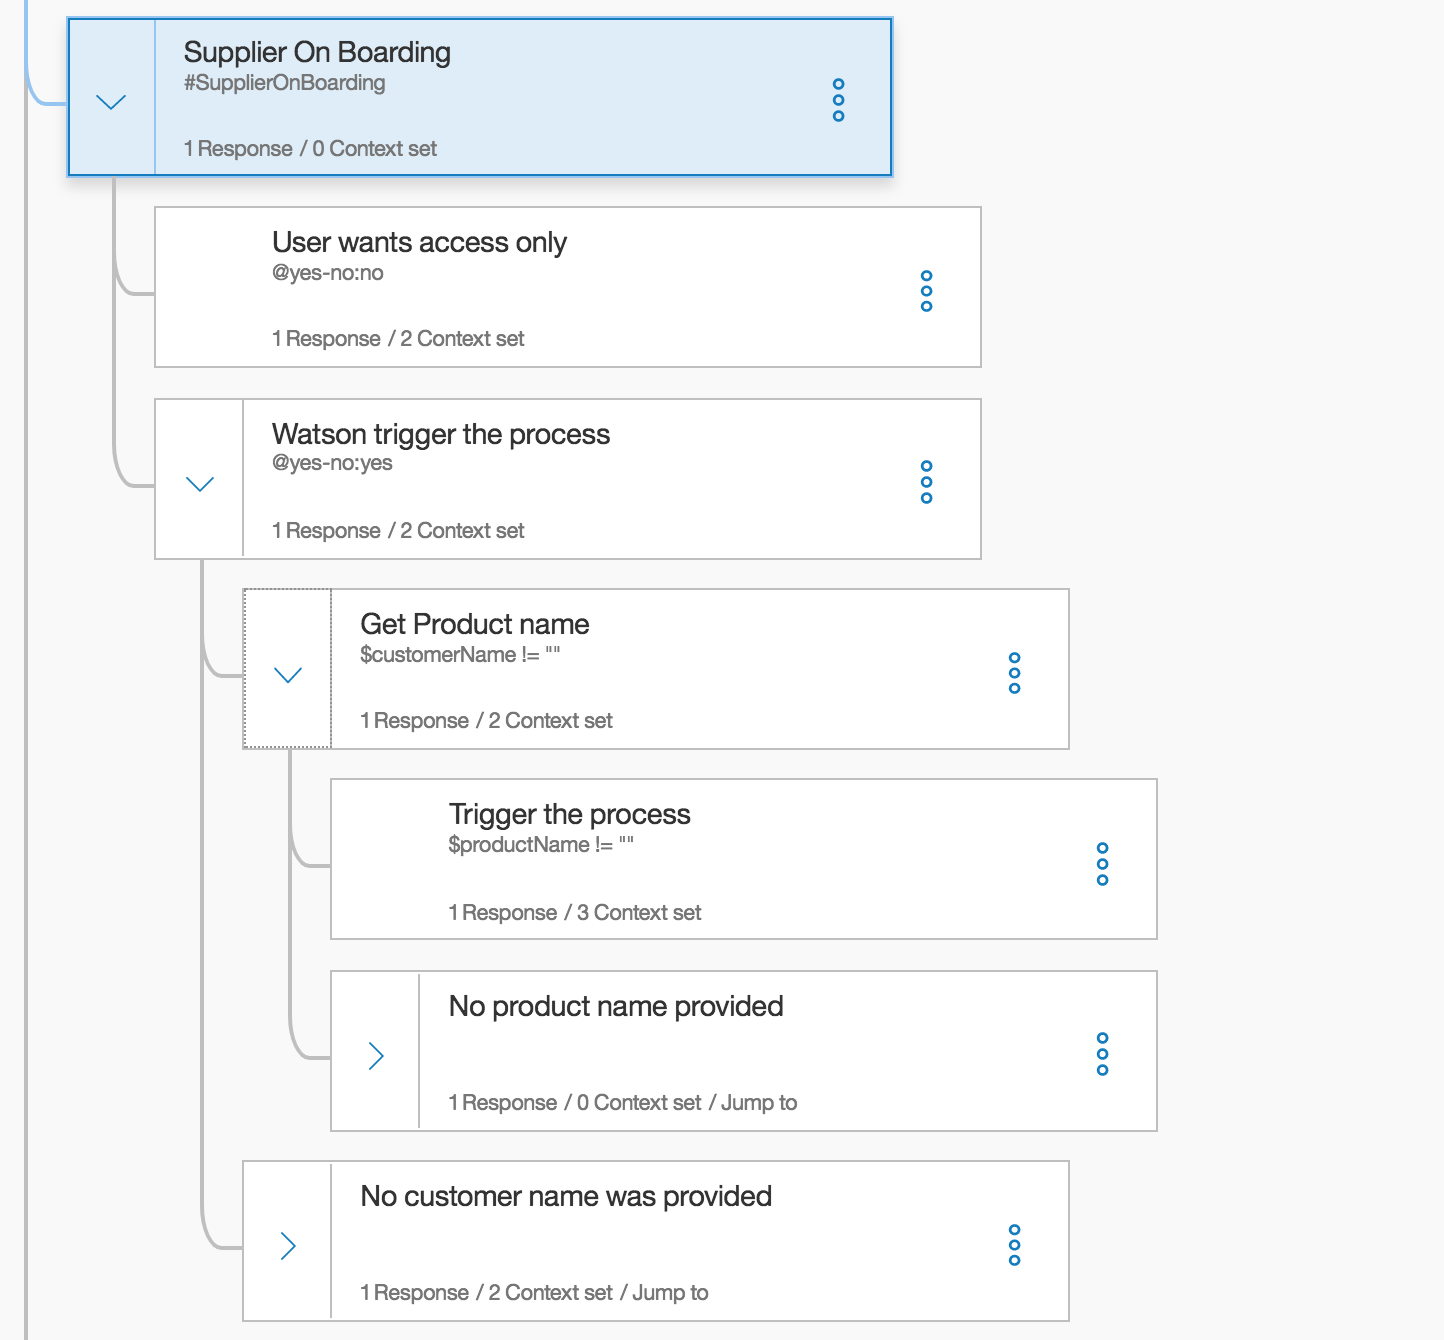 Supplier On Boarding
#SupplierOnBoarding
1 Response / 0 Context set
User wants access only
@yes-no:no
1 Response / 2 Context set
Watson trigger the process
@yes-no:yes
1 Response / 2 Context set
Get Product name
$customerName != ""
1 Response / 2 Context set
Trigger the process
$productName != ""
1 Response / 3 Context set
No product name provided
1 Response / 0 Context set / Jump to
No customer name was provided
1 Response / 2 Context set / Jump to